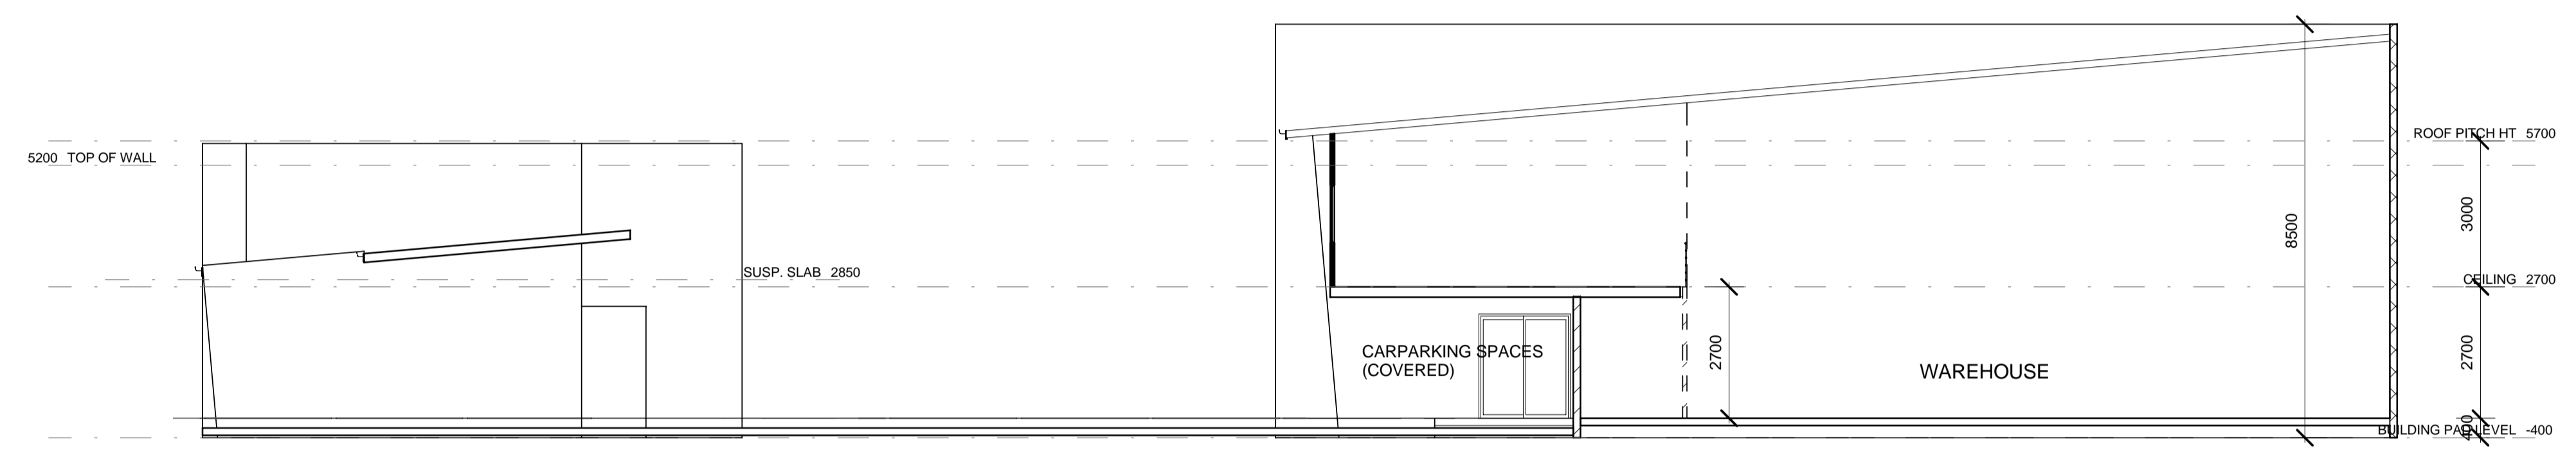 ROOF PITCH HT 5700
5200 TOP OF WALL
3000
8500
SUSP. SLAB 2850
CEILING 2700
CARPARKING SPACES
(COVERED)
2700
2700
WAREHOUSE
400
BUILDING PAD LEVEL -400